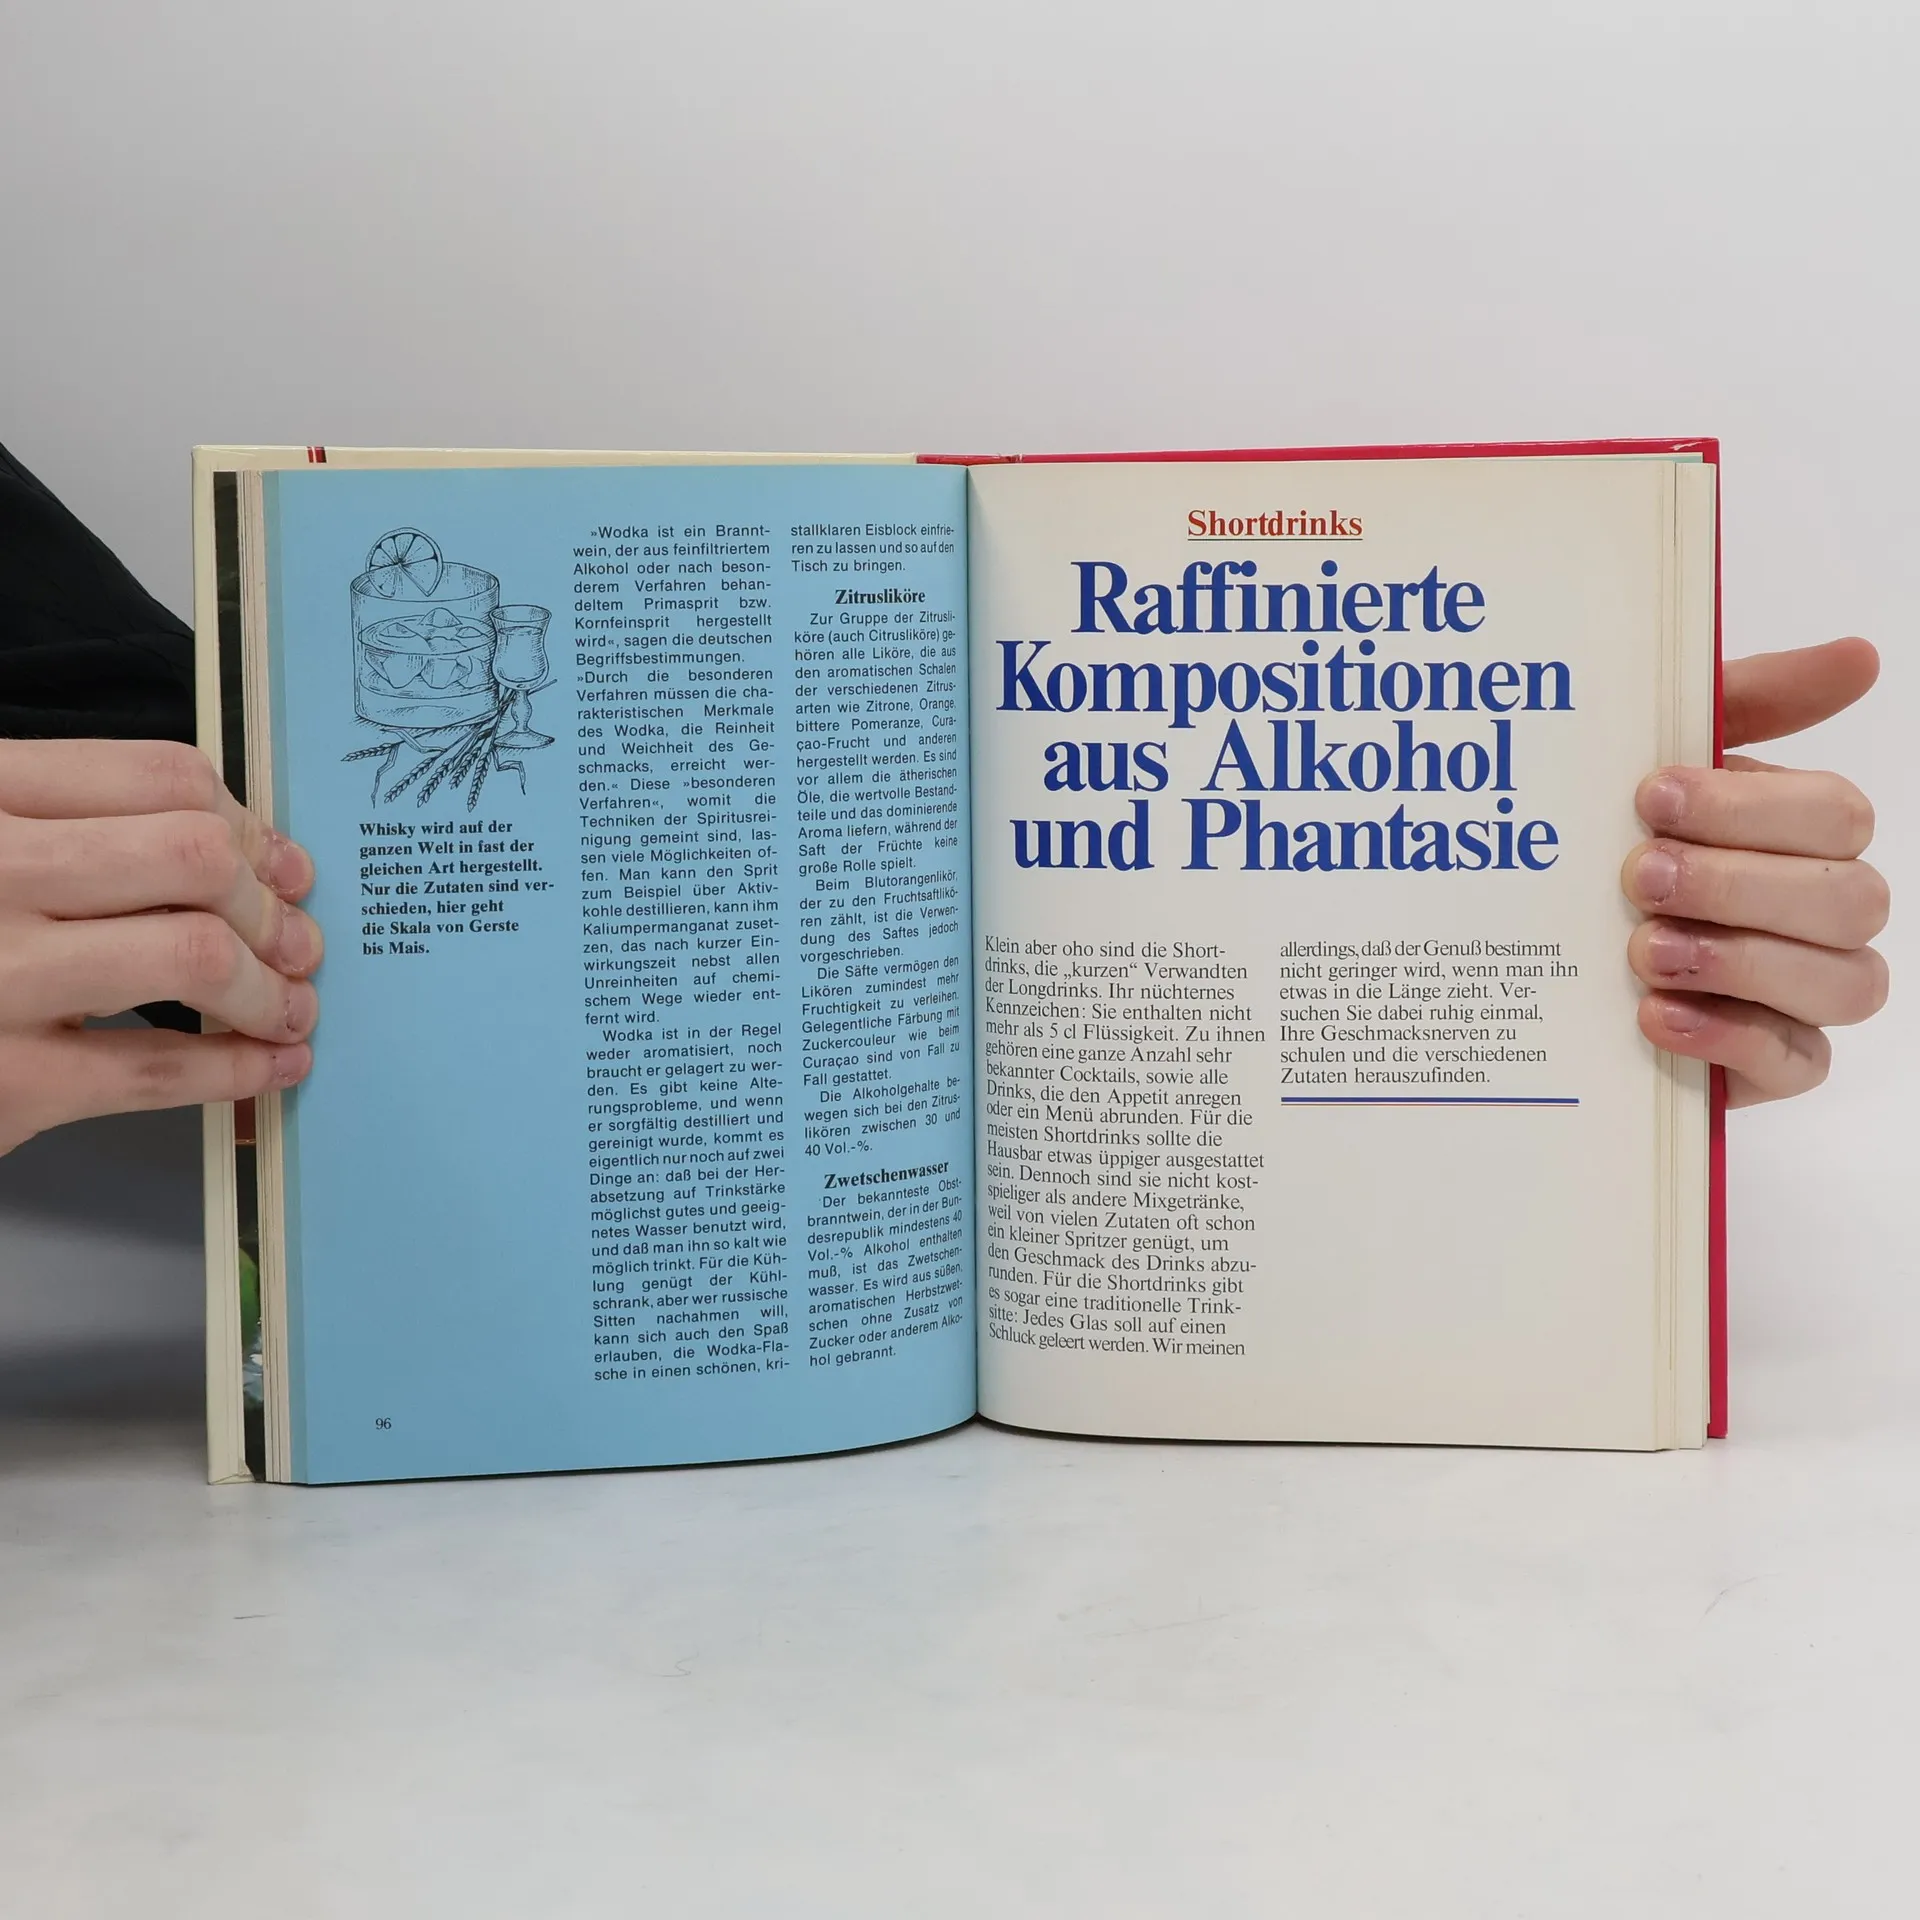 Whisky wird auf der
ganzen Welt in fast der
gleichen Art hergestellt.
Nur die Zutaten sind ver-
schieden, hier geht
die Skala von Gerste
bis Mais.
»Wodka ist ein Brannt-
wein, der aus feinfiltriertem
Alkohol oder nach beson-
derem Verfahren behan-
deltem Primasprit bzw.
Kornfeinsprit hergestellt
wird«, sagen die deutschen
Begriffsbestimmungen.
»Durch die besonderen
Verfahren müssen die cha-
rakteristischen Merkmale
des Wodka, die Reinheit
und Weichheit des Ge-
schmacks, erreicht wer-
den.« Diese »besonderen
Verfahren«, womit die
Techniken der Spiritusrei-
nigung gemeint sind, las-
sen viele Möglichkeiten of-
fen. Man kann den Sprit
zum Beispiel über Aktiv-
kohle destillieren, kann ihm
Kaliumpermanganat zuset-
zen, das nach kurzer Ein-
wirkungszeit nebst allen
Unreinheiten auf chemi-
schem Wege wieder ent-
fernt wird.
Wodka ist in der Regel
weder aromatisiert, noch
braucht er gelagert zu wer-
den. Es gibt keine Alte-
rungsprobleme, und wenn
er sorgfältig destilliert und
gereinigt wurde, kommt es
eigentlich nur noch auf zwei
Dinge an: daß bei der Her-
absetzung auf Trinkstärke
möglichst gutes und geeig-
netes Wasser benutzt wird,
und daß man ihn so kalt wie
möglich trinkt. Für die Küh-
lung genügt der Kühl-
schrank, aber wer russische
Sitten nachahmen will,
kann sich auch den Spaß
erlauben, die Wodka-Fla-
sche in einen schönen, kri-
stallklaren Eisblock einfrie-
ren zu lassen und so auf den
Tisch zu bringen.
Zitrusliköre
Zur Gruppe der Zitrusli-
köre (auch Citrusliköre) ge-
hören alle Liköre, die aus
den aromatischen Schalen
der verschiedenen Zitrus-
arten wie Zitrone, Orange,
bittere Pomeranze, Cura-
çao-Frucht und anderen
hergestellt werden. Es sind
vor allem die ätherischen
Öle, die wertvolle Bestand-
teile und das dominierende
Aroma liefern, während der
Saft der Früchte keine
große Rolle spielt.
Beim Blutorangenlikör,
der zu den Fruchtsaftlikö-
ren zählt, ist die Verwen-
dung des Saftes jedoch
vorgeschrieben.
Die Säfte vermögen den
Likören zumindest mehr
Fruchtigkeit zu verleihen.
Gelegentliche Färbung mit
Zuckercouleur wie beim
Curaçao sind von Fall zu
Fall gestattet.
Die Alkoholgehalte be-
wegen sich bei den Zitrus-
likören zwischen 30 und
40 Vol.-%.
Zwetschenwasser
Der bekannteste Obst-
branntwein, der in der Bun-
desrepublik mindestens 40
Vol.-% Alkohol enthalten
muß, ist das Zwetschen-
wasser. Es wird aus süßen,
aromatischen Herbstzwet-
schen ohne Zusatz von
Zucker oder anderem Alko-
hol gebrannt.
96
Shortdrinks
Raffinierte
Kompositionen
aus Alkohol
und Phantasie
Klein aber oho sind die Short-
drinks, die „kurzen“ Verwandten
der Longdrinks. Ihr nüchternes
Kennzeichen: Sie enthalten nicht
mehr als 5 cl Flüssigkeit. Zu ihnen
gehören eine ganze Anzahl sehr
bekannter Cocktails, sowie alle
Drinks, die den Appetit anregen
oder ein Menü abrunden. Für die
meisten Shortdrinks sollte die
Hausbar etwas üppiger ausgestattet
sein. Dennoch sind sie nicht kost-
spieliger als andere Mixgetränke,
weil von vielen Zutaten oft schon
ein kleiner Spritzer genügt, um
den Geschmack des Drinks abzu-
runden. Für die Shortdrinks gibt
es sogar eine traditionelle Trink-
sitte: Jedes Glas soll auf einen
Schluck geleert werden. Wir meinen
allerdings, daß der Genuß bestimmt
nicht geringer wird, wenn man ihn
etwas in die Länge zieht. Ver-
suchen Sie dabei ruhig einmal,
Ihre Geschmacksnerven zu
schulen und die verschiedenen
Zutaten herauszufinden.